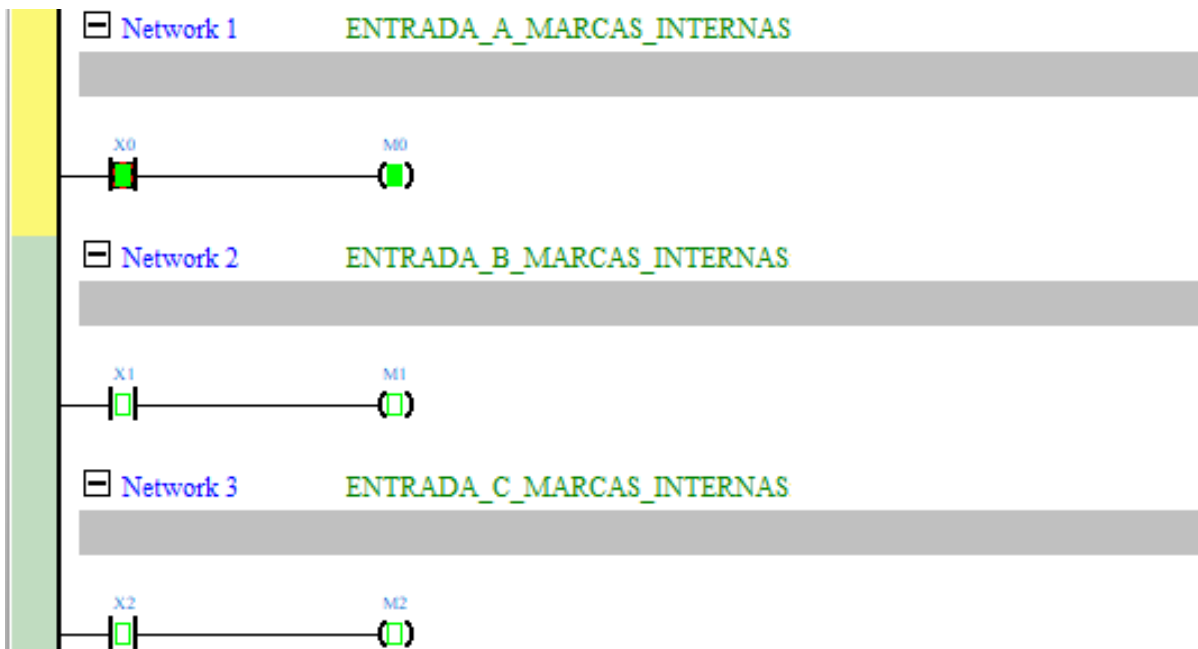 Network 1 ENTRADA_A_MARCAS_INTERNAS
X0 M0
Network 2 ENTRADA_B_MARCAS_INTERNAS
X1 M1
Network 3 ENTRADA_C_MARCAS_INTERNAS
X2 M2